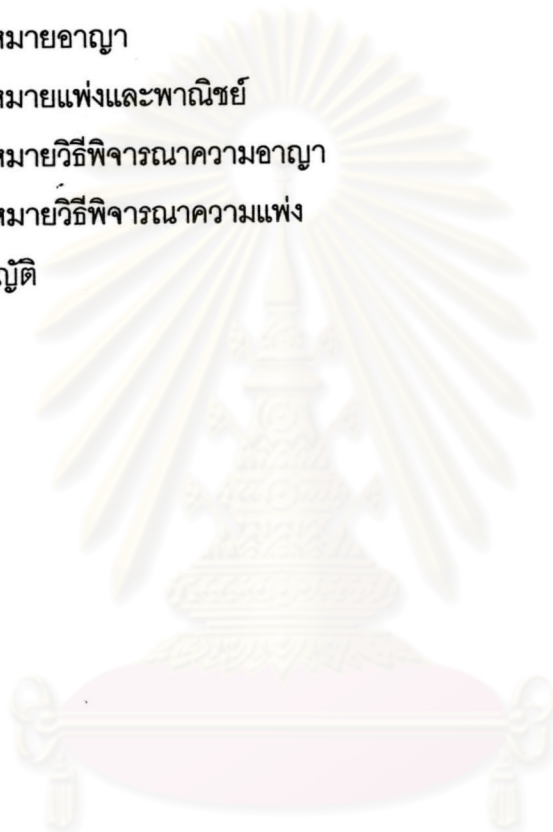 หมายอาญา
หมายแพ่งและพาณิชย์
หมายวิธีพิจารณาความอาญา
หมายวิธีพิจารณาความแพ่ง
ญัติ